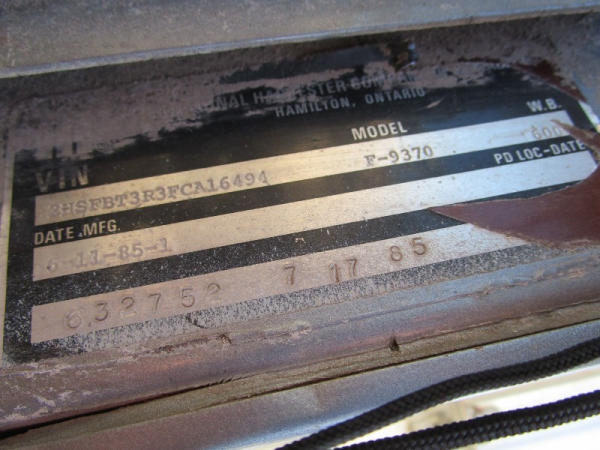 HAMILTON, ONTARIO
VIN MODEL W.B.
2HSFBT3R3FCA16494 F-9370 600
DATE. MFG. PD LOC-DATE
6-11-85-1
632752 7 17 85